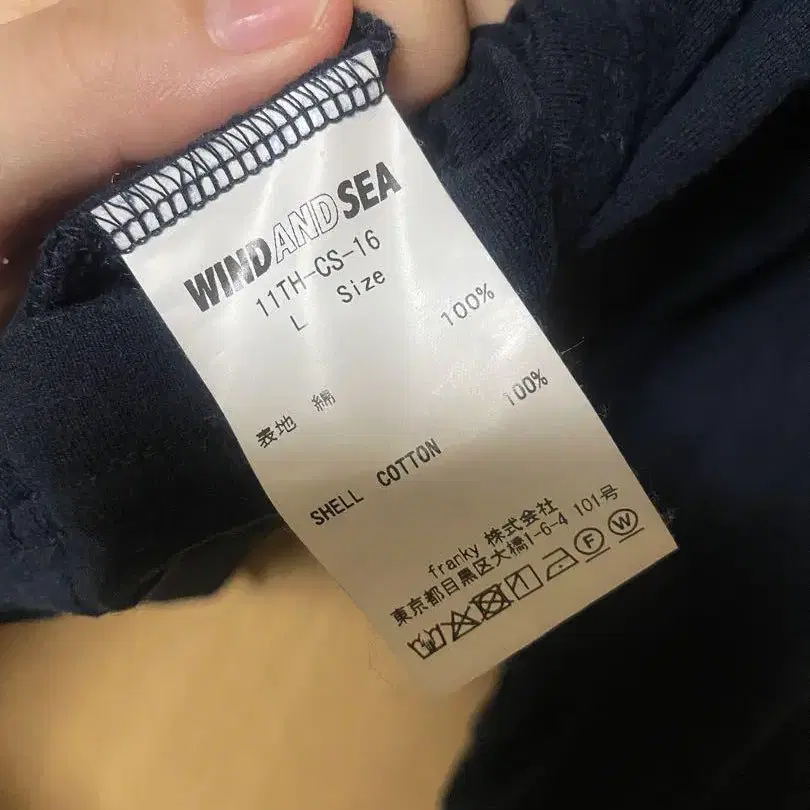 WIND AND SEA
11TH-CS-16
L Size
表地 綿 100%
SHELL COTTON 100%
franky 株式会社
東京都目黒区大橋1-6-4 101号
F W